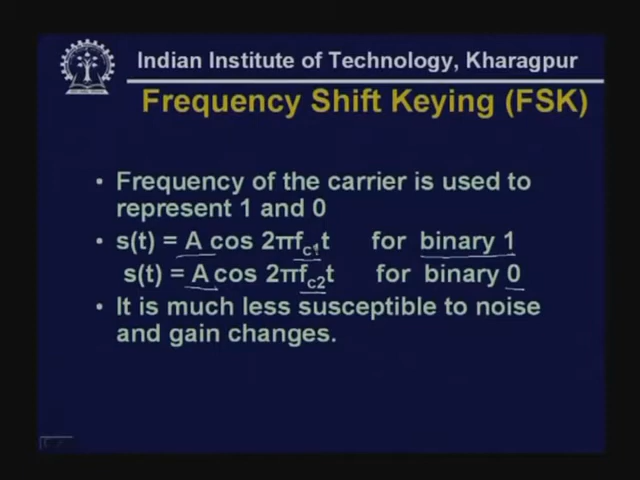 Indian Institute of Technology, Kharagpur
Frequency Shift Keying (FSK)
• Frequency of the carrier is used to
represent 1 and 0
• s(t) = A cos 2πfc1t for binary 1
s(t) = A cos 2πfc2t for binary 0
• It is much less susceptible to noise
and gain changes.